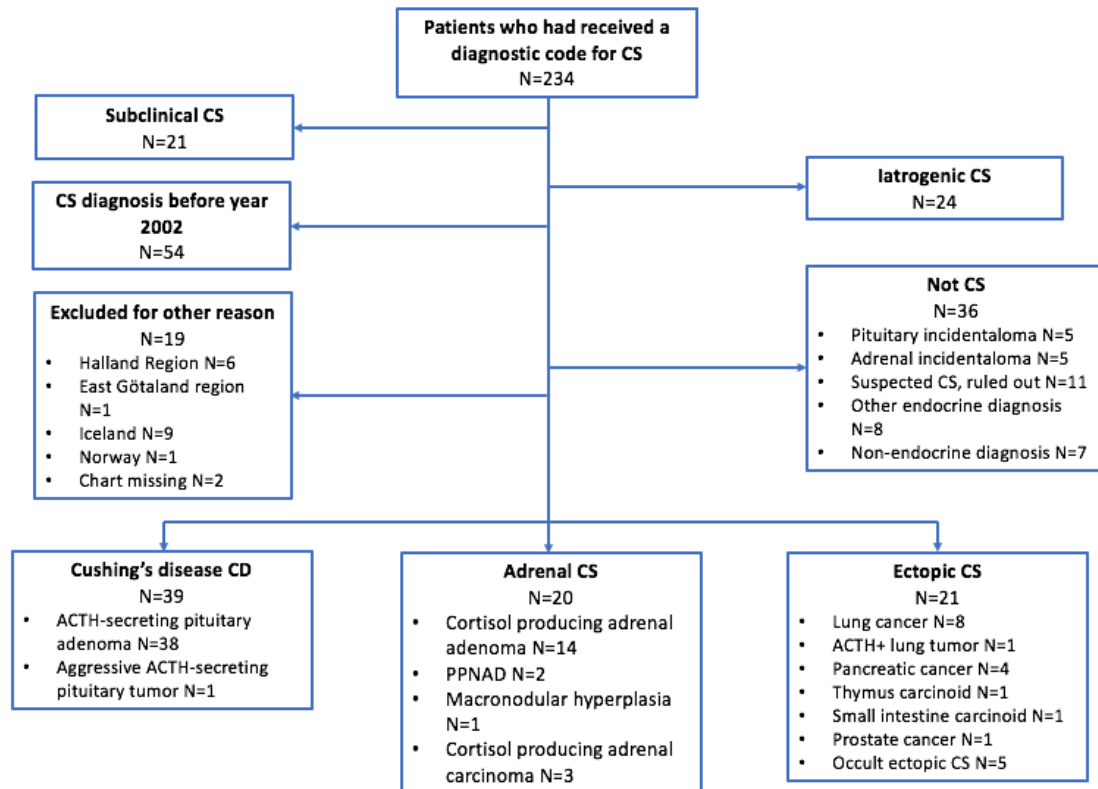 Patients who had received a
diagnostic code for CS
N=234
Subclinical CS
N=21
Iatrogenic CS
N=24
CS diagnosis before year
2002
N=54
Excluded for other reason
N=19
• Halland Region N=6
• East Götaland region
N=1
• Iceland N=9
• Norway N=1
• Chart missing N=2
Not CS
N=36
• Pituitary incidentaloma N=5
• Adrenal incidentaloma N=5
• Suspected CS, ruled out N=11
• Other endocrine diagnosis
N=8
• Non-endocrine diagnosis N=7
Cushing's disease CD
N=39
• ACTH-secreting pituitary
adenoma N=38
• Aggressive ACTH-secreting
pituitary tumor N=1
Adrenal CS
N=20
• Cortisol producing adrenal
adenoma N=14
• PPNAD N=2
• Macronodular hyperplasia
N=1
• Cortisol producing adrenal
carcinoma N=3
Ectopic CS
N=21
• Lung cancer N=8
• ACTH+ lung tumor N=1
• Pancreatic cancer N=4
• Thymus carcinoid N=1
• Small intestine carcinoid N=1
• Prostate cancer N=1
• Occult ectopic CS N=5